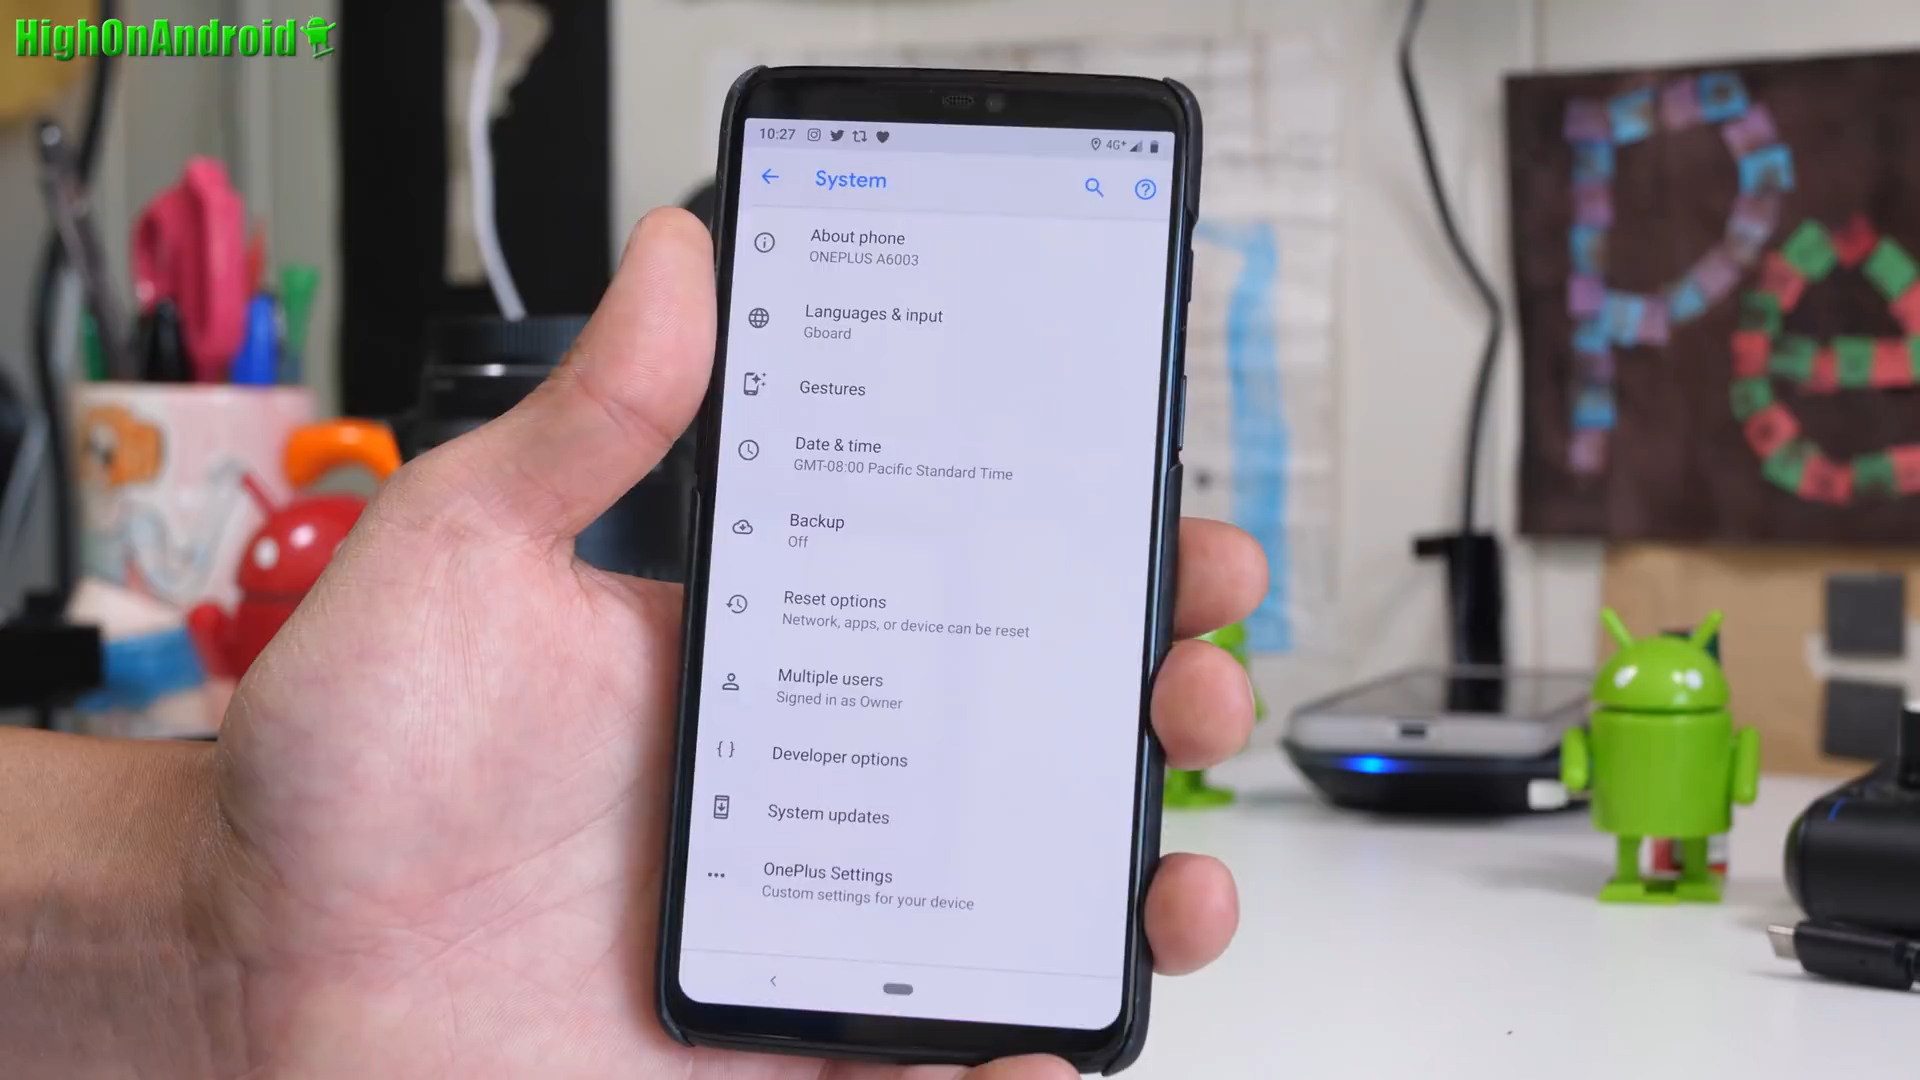 HighOnAndroid
10:27
4G+
System
About phone
ONEPLUS A6003
Languages & input
Gboard
Gestures
Date & time
GMT-08:00 Pacific Standard Time
Backup
Off
Reset options
Network, apps, or device can be reset
Multiple users
Signed in as Owner
Developer options
System updates
OnePlus Settings
Custom settings for your device
Pe